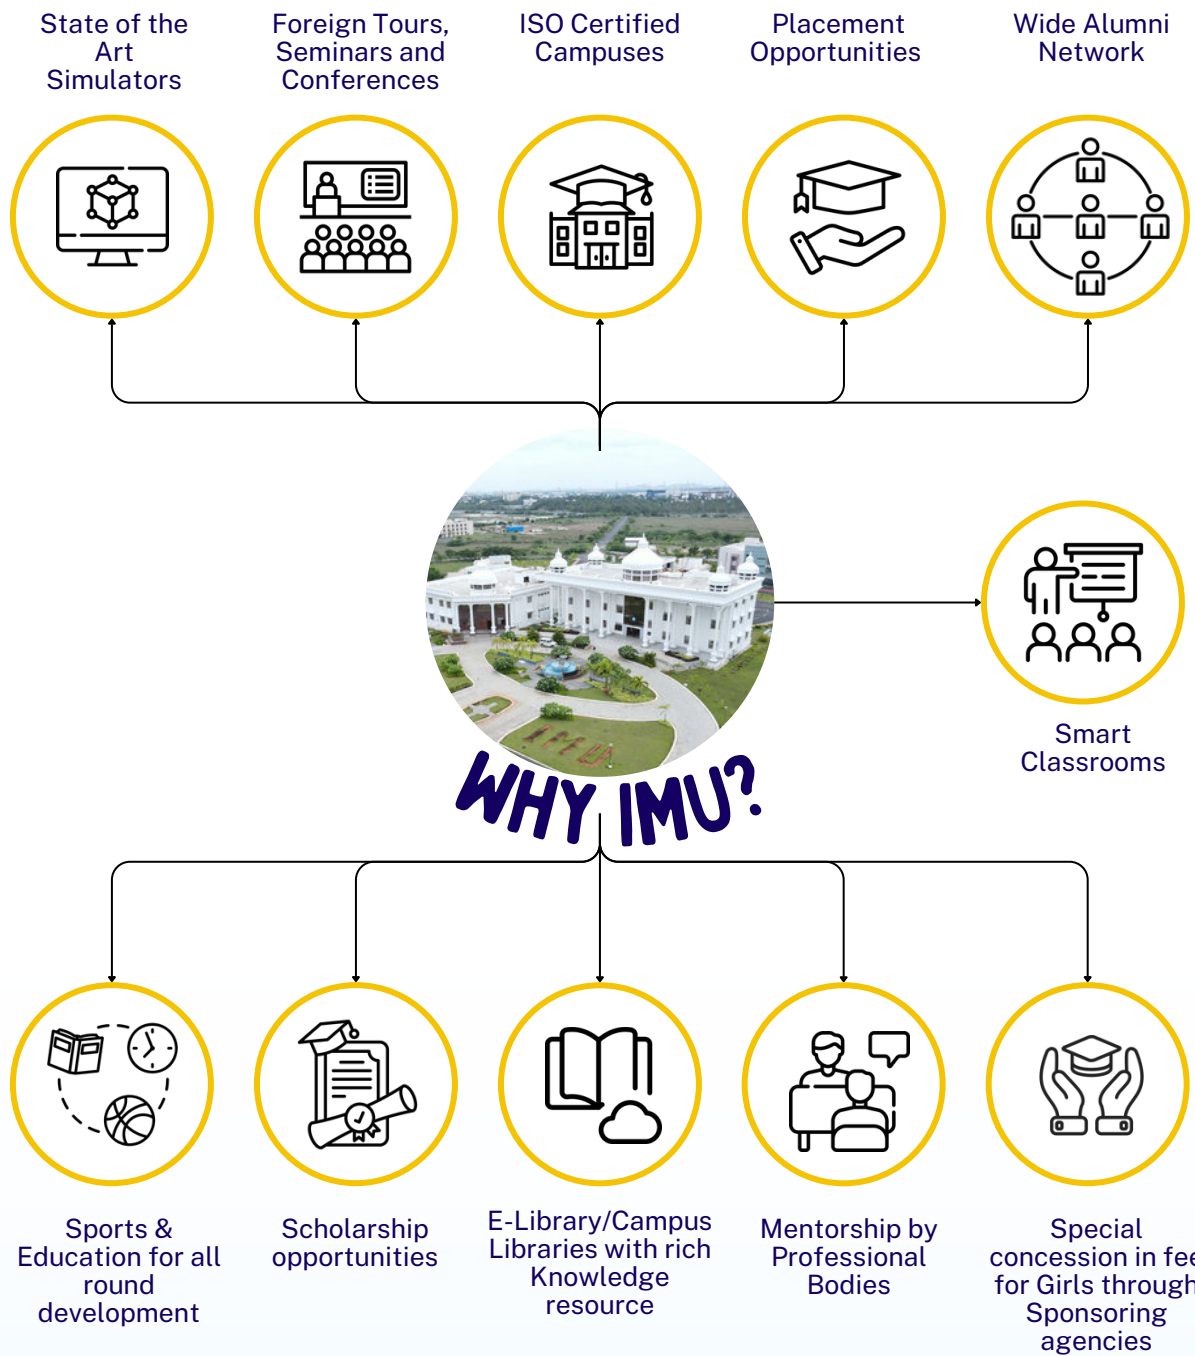 State of the
Art
Simulators
Foreign Tours,
Seminars and
Conferences
ISO Certified
Campuses
Placement
Opportunities
Wide Alumni
Network
IMU
Smart
Classrooms
WHY IMU?
Sports &
Education for all
round
development
Scholarship
opportunities
E-Library/Campus
Libraries with rich
Knowledge
resource
Mentorship by
Professional
Bodies
Special
concession in fee
for Girls through
Sponsoring
agencies